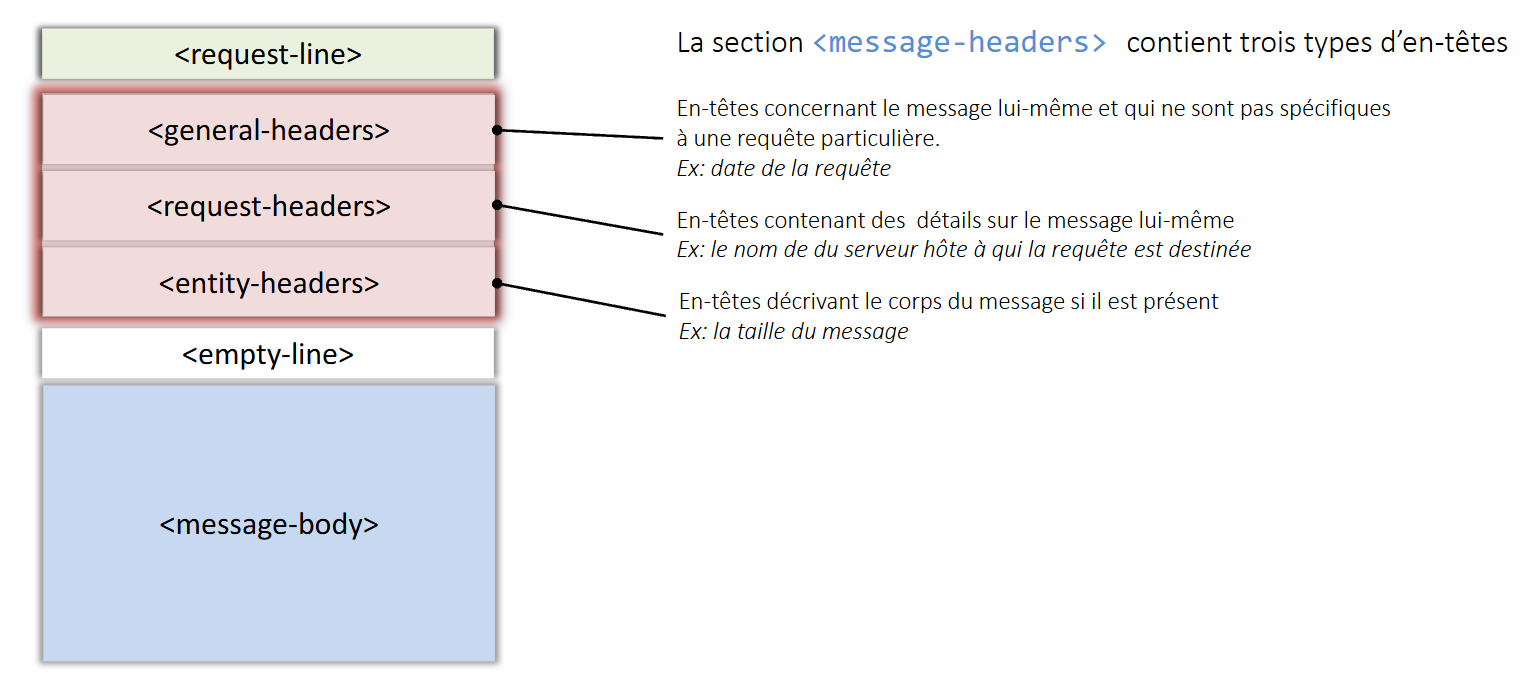 <request-line>
<general-headers>
<request-headers>
<entity-headers>
<empty-line>
<message-body>
La section <message-headers> contient trois types d’en-têtes
En-têtes concernant le message lui-même et qui ne sont pas spécifiques
à une requête particulière.
Ex: date de la requête
En-têtes contenant des détails sur le message lui-même
Ex: le nom de du serveur hôte à qui la requête est destinée
En-têtes décrivant le corps du message si il est présent
Ex: la taille du message